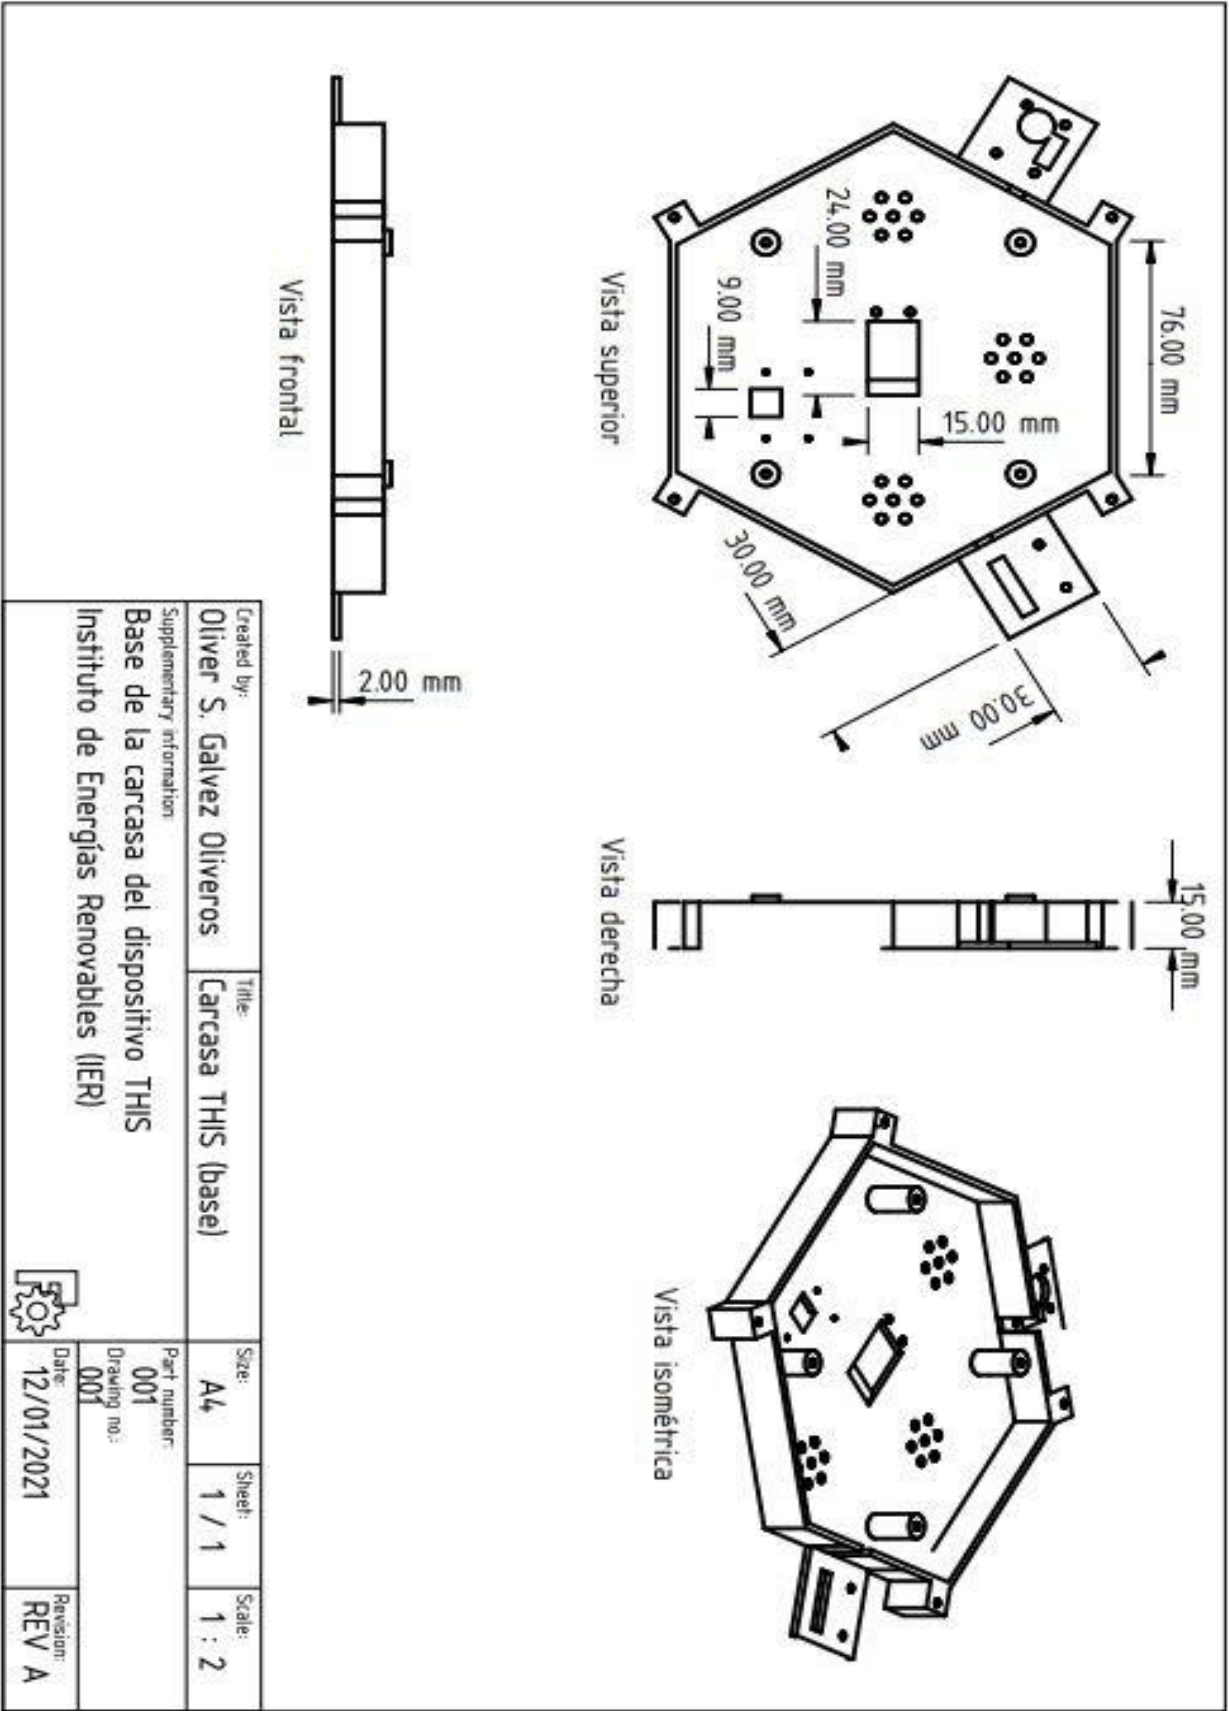 76.00 mm
24.00 mm
9.00 mm
15.00 mm
30.00 mm
30.00 mm
Vista superior
15.00 mm
Vista derecha
Vista isométrica
Vista frontal
2.00 mm
Created by:
Oliver S. Galvez Oliveros
Title:
Carcasa THIS (base)
Size:
A4
Sheet:
1 / 1
Scale:
1 : 2
Supplementary information:
Base de la carcasa del dispositivo THIS
Instituto de Energías Renovables (IER)
Part number:
001
Drawing no.:
001
Date:
12/01/2021
Revision:
REV A